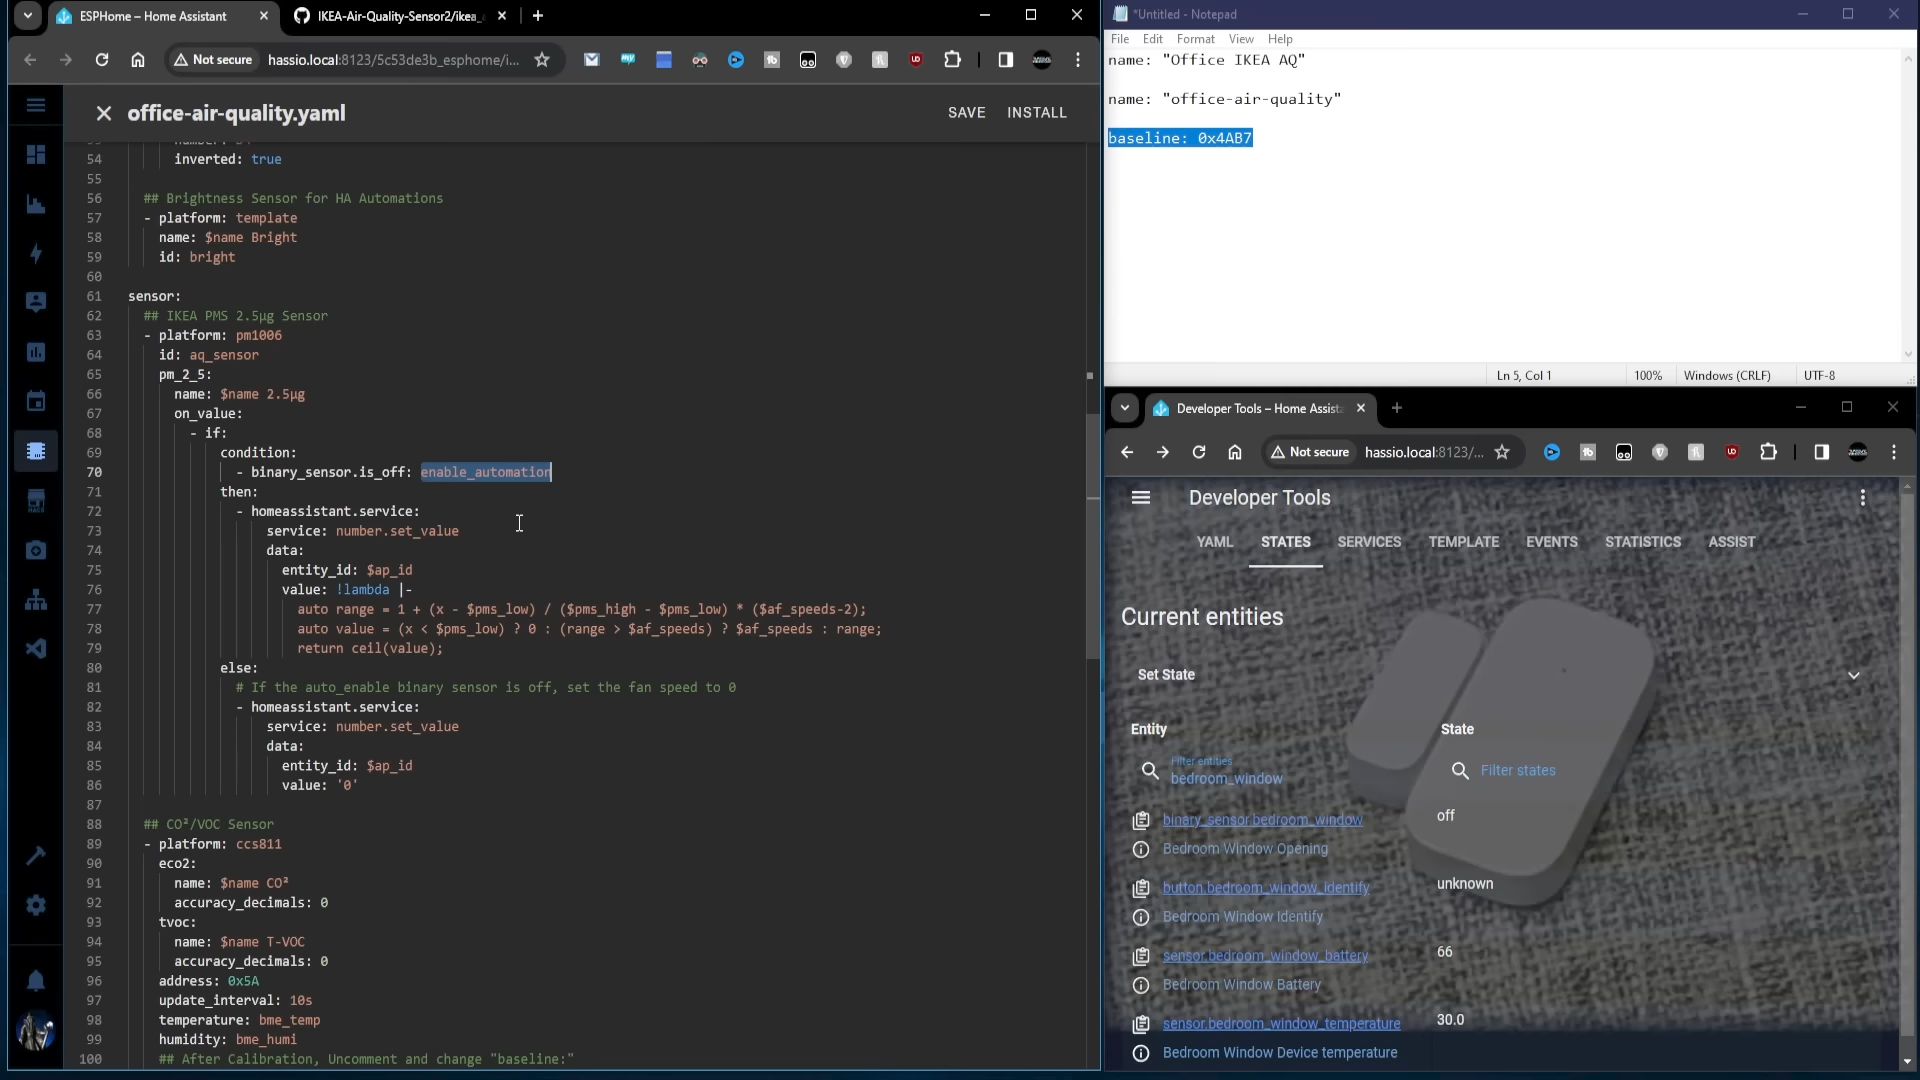 ESPHome – Home Assistant
IKEA-Air-Quality-Sensor2/ikea_
Not secure
hassio.local:8123/5c53de3b_esphome/i...
office-air-quality.yaml
SAVE
INSTALL
54 inverted: true
55
56 ## Brightness Sensor for HA Automations
57 - platform: template
58 name: $name Bright
59 id: bright
60
61 sensor:
62 ## IKEA PMS 2.5µg Sensor
63 - platform: pm1006
64 id: aq_sensor
65 pm_2_5:
66 name: $name 2.5µg
67 on_value:
68 - if:
69 condition:
70 - binary_sensor.is_off: enable_automation
71 then:
72 - homeassistant.service:
73 service: number.set_value
74 data:
75 entity_id: $ap_id
76 value: !lambda |-
77 auto range = 1 + (x - $pms_low) / ($pms_high - $pms_low) * ($af_speeds-2);
78 auto value = (x < $pms_low) ? 0 : (range > $af_speeds) ? $af_speeds : range;
79 return ceil(value);
80 else:
81 # If the auto_enable binary sensor is off, set the fan speed to 0
82 - homeassistant.service:
83 service: number.set_value
84 data:
85 entity_id: $ap_id
86 value: '0'
87
88 ## CO²/VOC Sensor
89 - platform: ccs811
90 eco2:
91 name: $name CO²
92 accuracy_decimals: 0
93 tvoc:
94 name: $name T-VOC
95 accuracy_decimals: 0
96 address: 0x5A
97 update_interval: 10s
98 temperature: bme_temp
99 humidity: bme_humi
100 ## After Calibration, Uncomment and change "baseline:"
*Untitled - Notepad
File Edit Format View Help
name: "Office IKEA AQ"
name: "office-air-quality"
baseline: 0x4AB7
Ln 5, Col 1
100%
Windows (CRLF)
UTF-8
Developer Tools – Home Assista
Not secure
hassio.local:8123/...
Developer Tools
YAML STATES SERVICES TEMPLATE EVENTS STATISTICS ASSIST
Current entities
Set State
Entity
State
Filter entities
bedroom_window
Filter states
binary_sensor.bedroom_window
off
Bedroom Window Opening
button.bedroom_window_identify
unknown
Bedroom Window Identify
sensor.bedroom_window_battery
66
Bedroom Window Battery
sensor.bedroom_window_temperature
30.0
Bedroom Window Device temperature